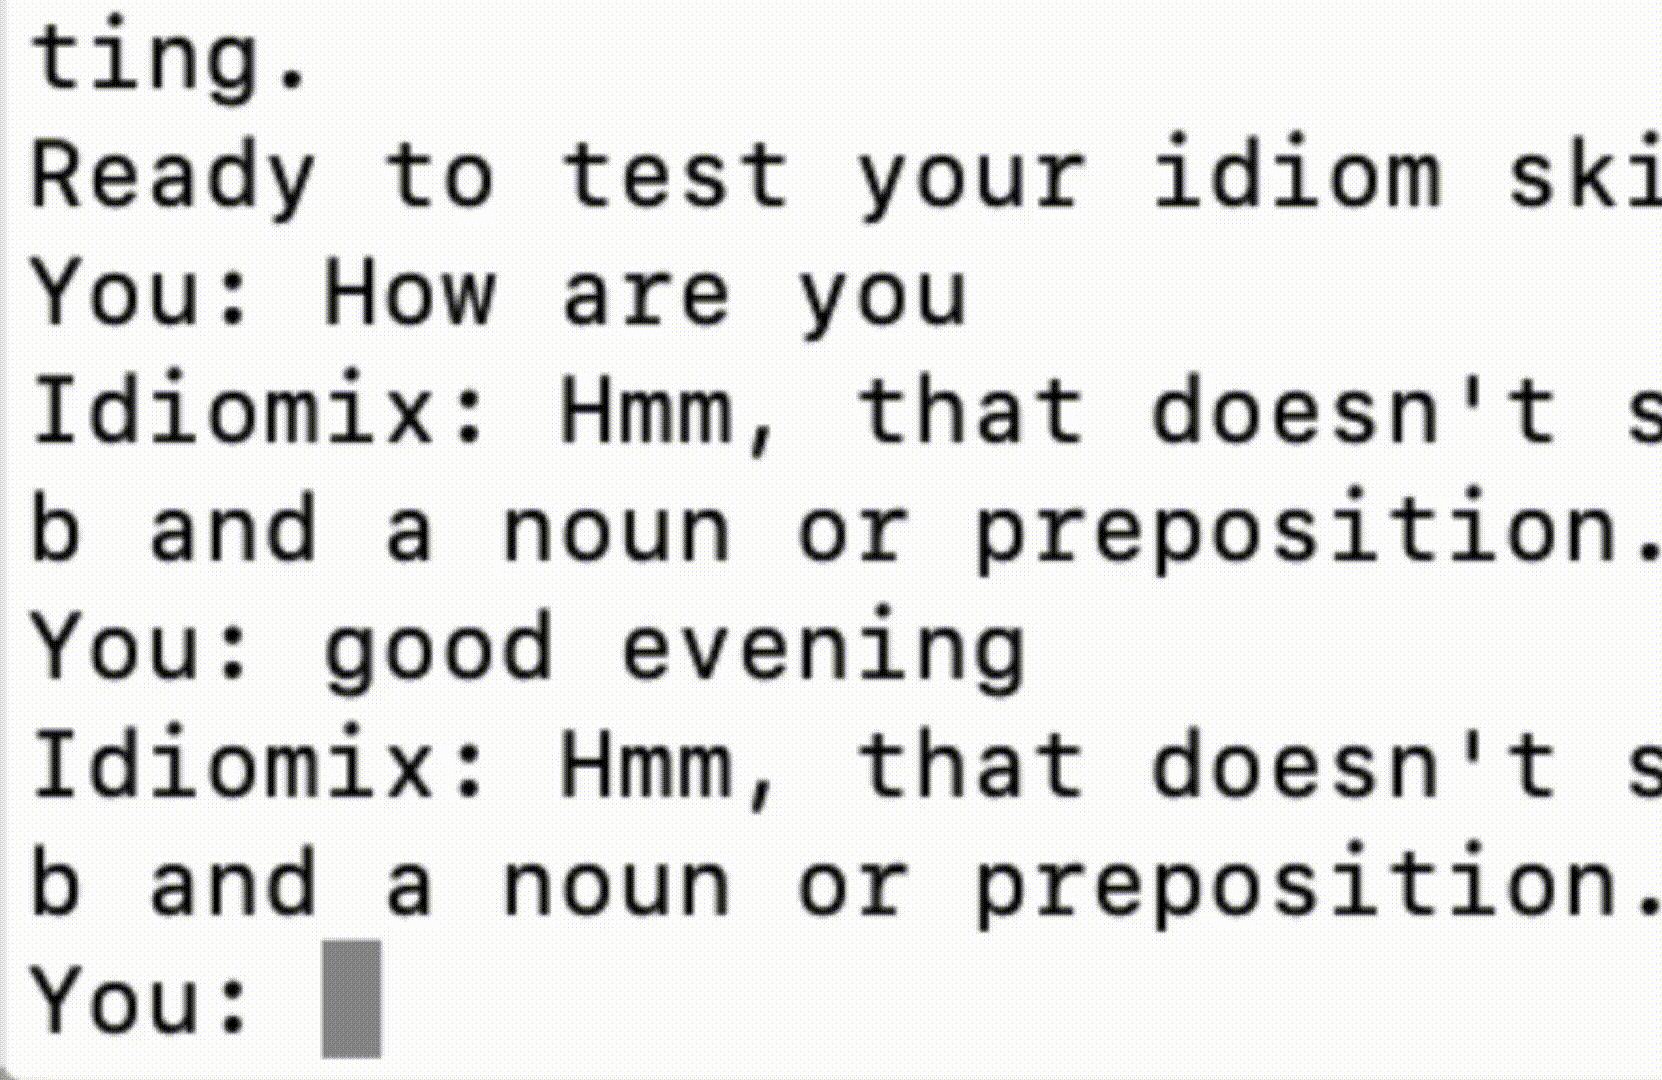 ting.
Ready to test your idiom ski
You: How are you
Idiomix: Hmm, that doesn't s
b and a noun or preposition.
You: good evening
Idiomix: Hmm, that doesn't s
b and a noun or preposition.
You: